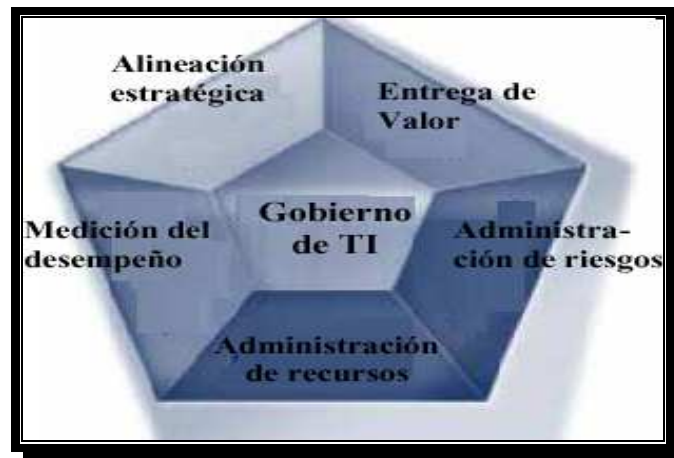 Alineación
estratégica
Entrega de
Valor
Gobierno
de TI
Medición del
desempeño
Administra-
ción de riesgos
Administración
de recursos